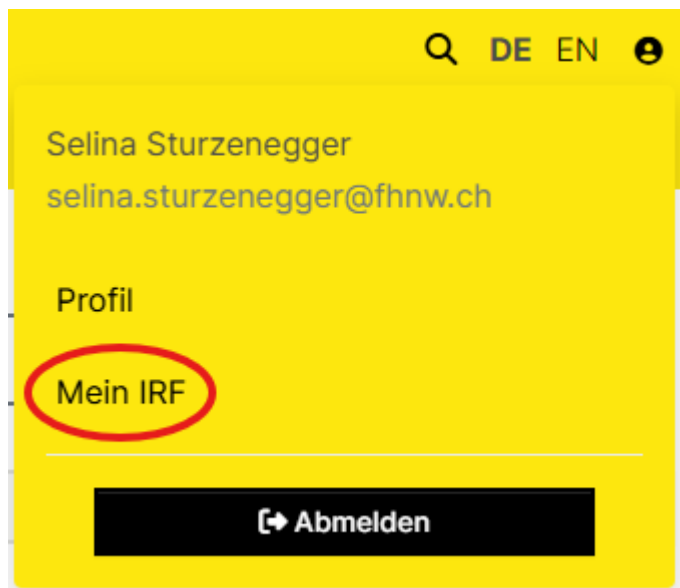 DE EN
Selina Sturzenegger
selina.sturzenegger@fhnw.ch
Profil
Mein IRF
Abmelden